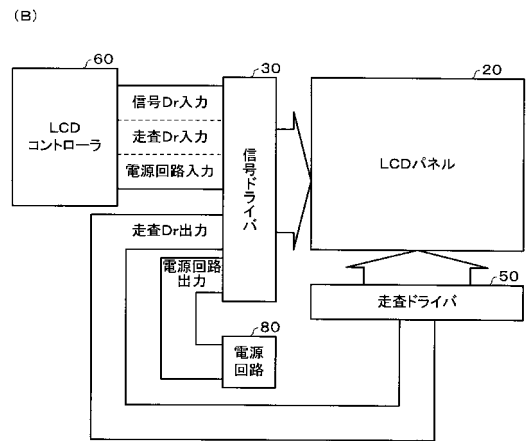 (B)
60
LCD
コントローラ
信号Dr入力
走査Dr入力
電源回路入力
30
信号ドライバ
20
LCDパネル
走査Dr出力
電源回路
出力
50
走査ドライバ
80
電源
回路